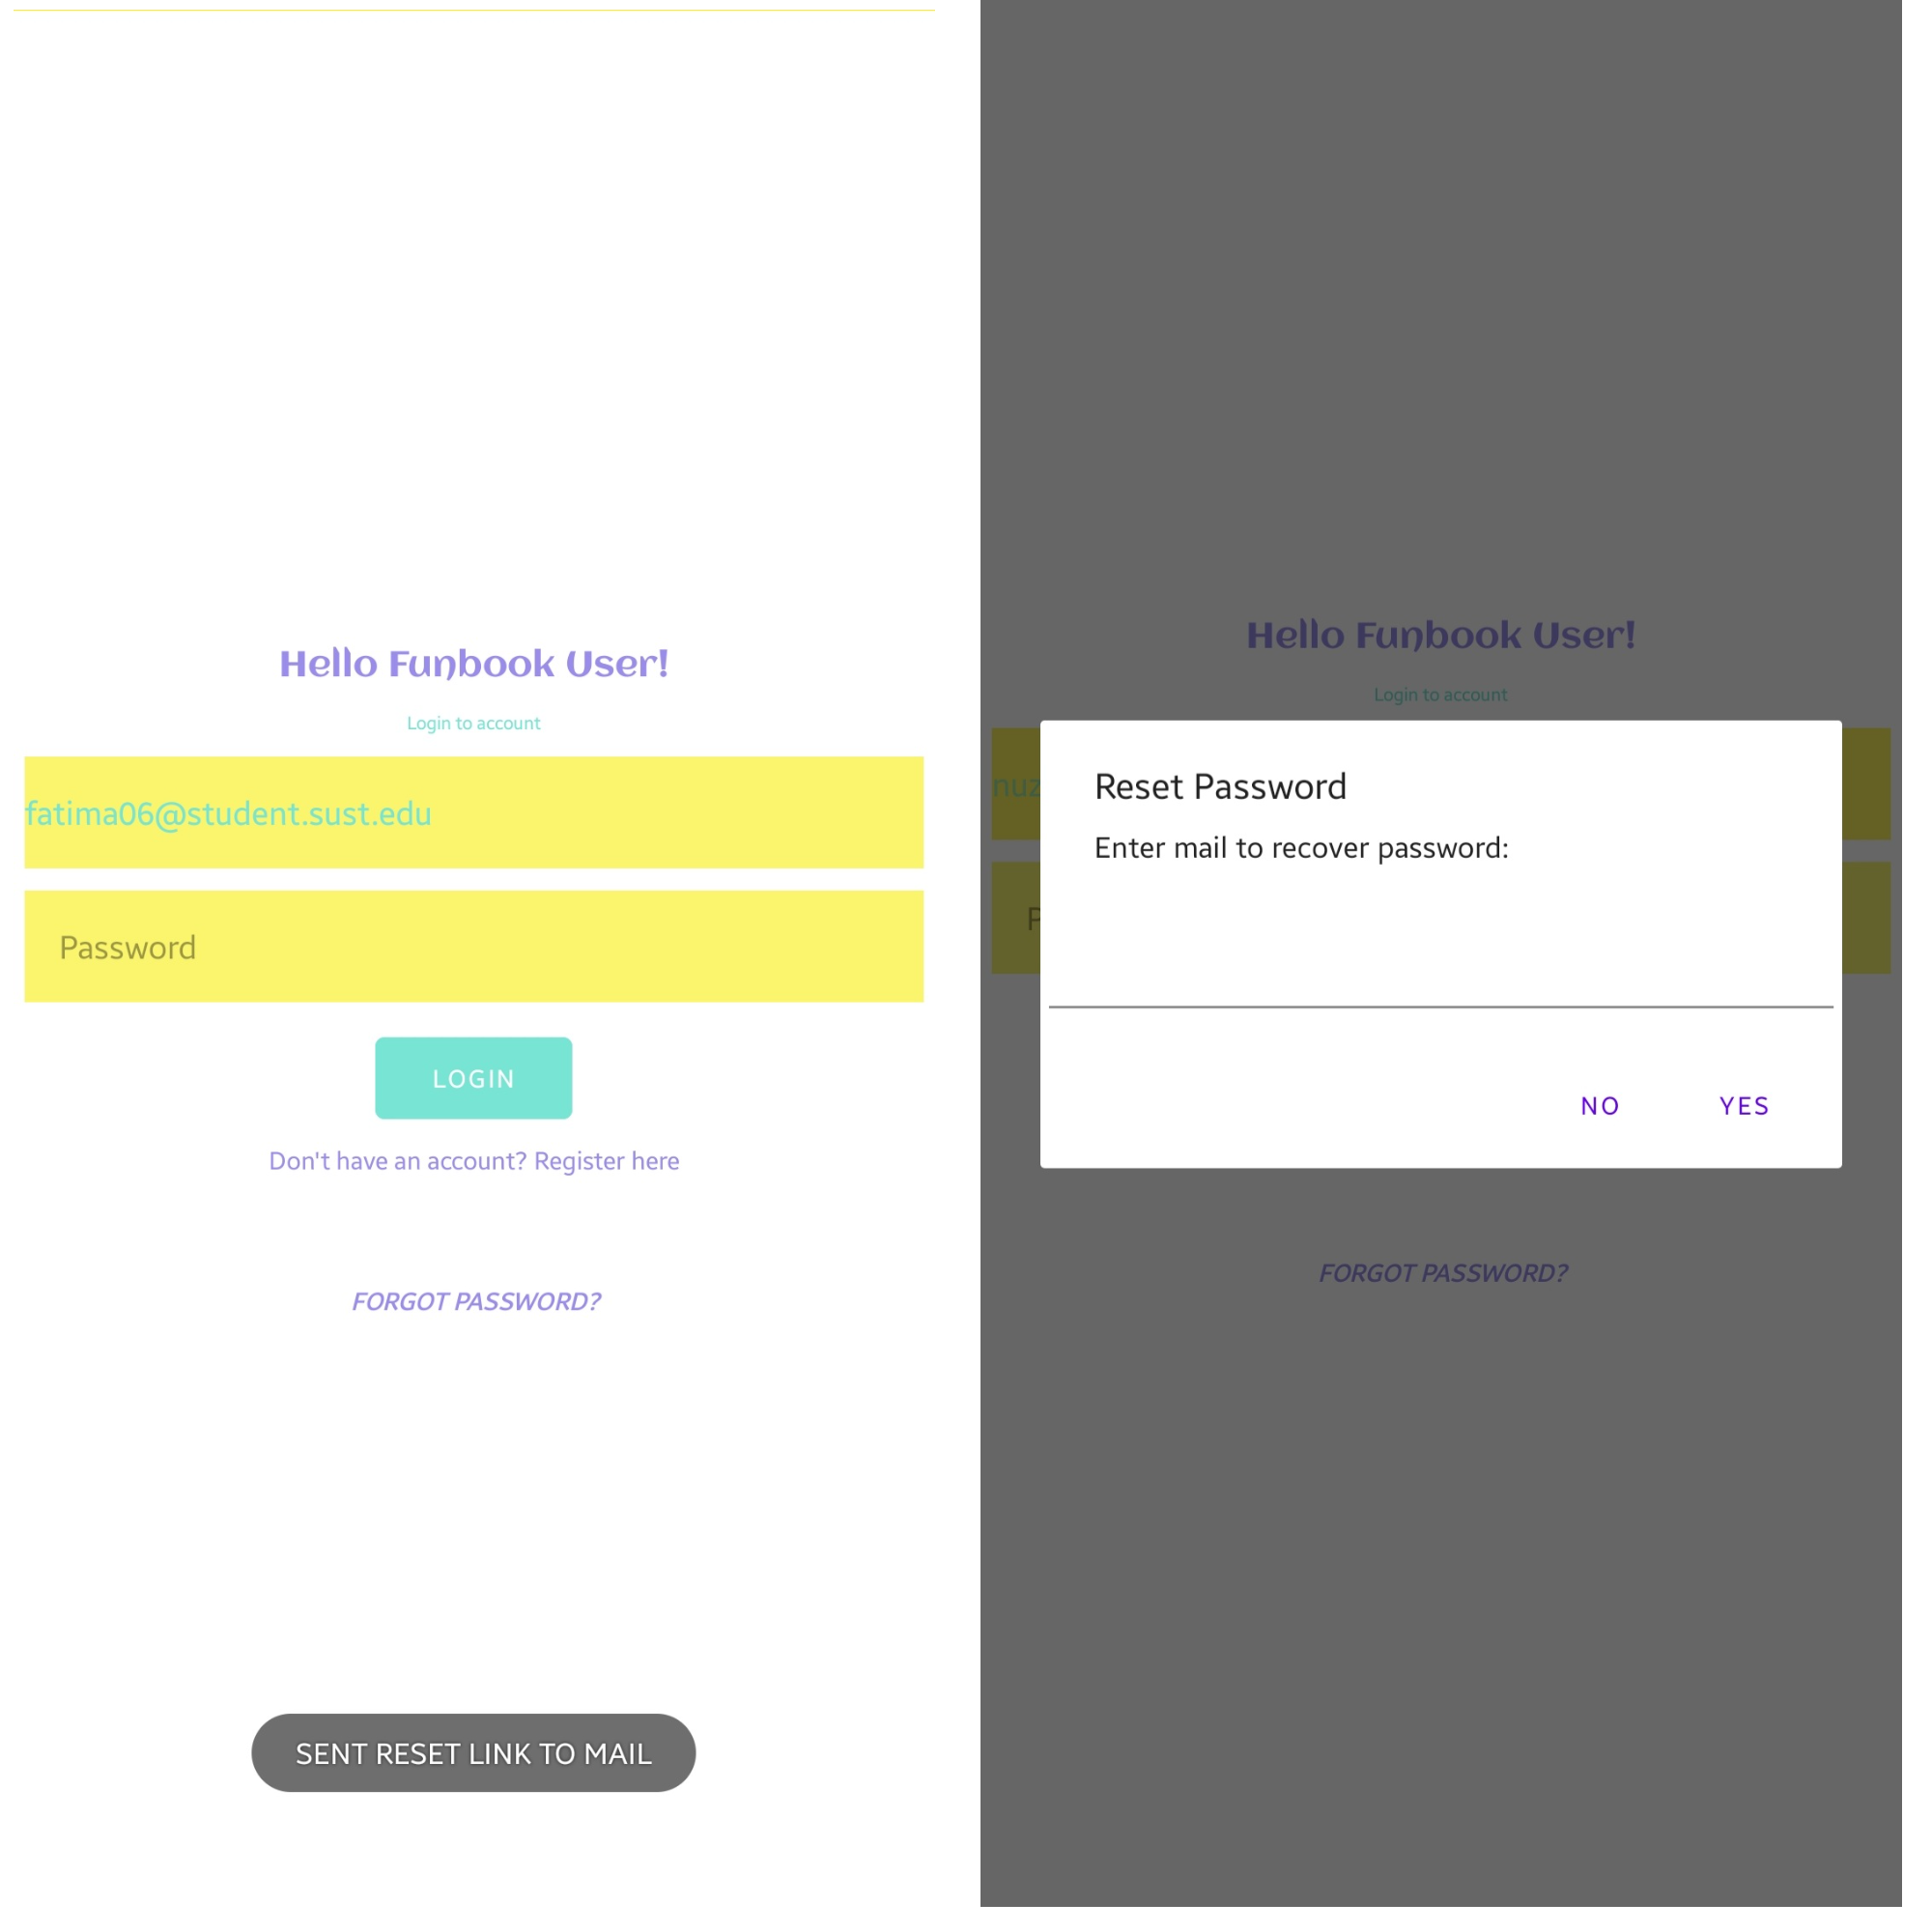 Hello Funbook User!
Login to account
fatima06@student.sust.edu
Password
LOGIN
Don't have an account? Register here
FORGOT PASSWORD?
SENT RESET LINK TO MAIL
Hello Funbook User!
Login to account
Reset Password
Enter mail to recover password:
NO YES
FORGOT PASSWORD?